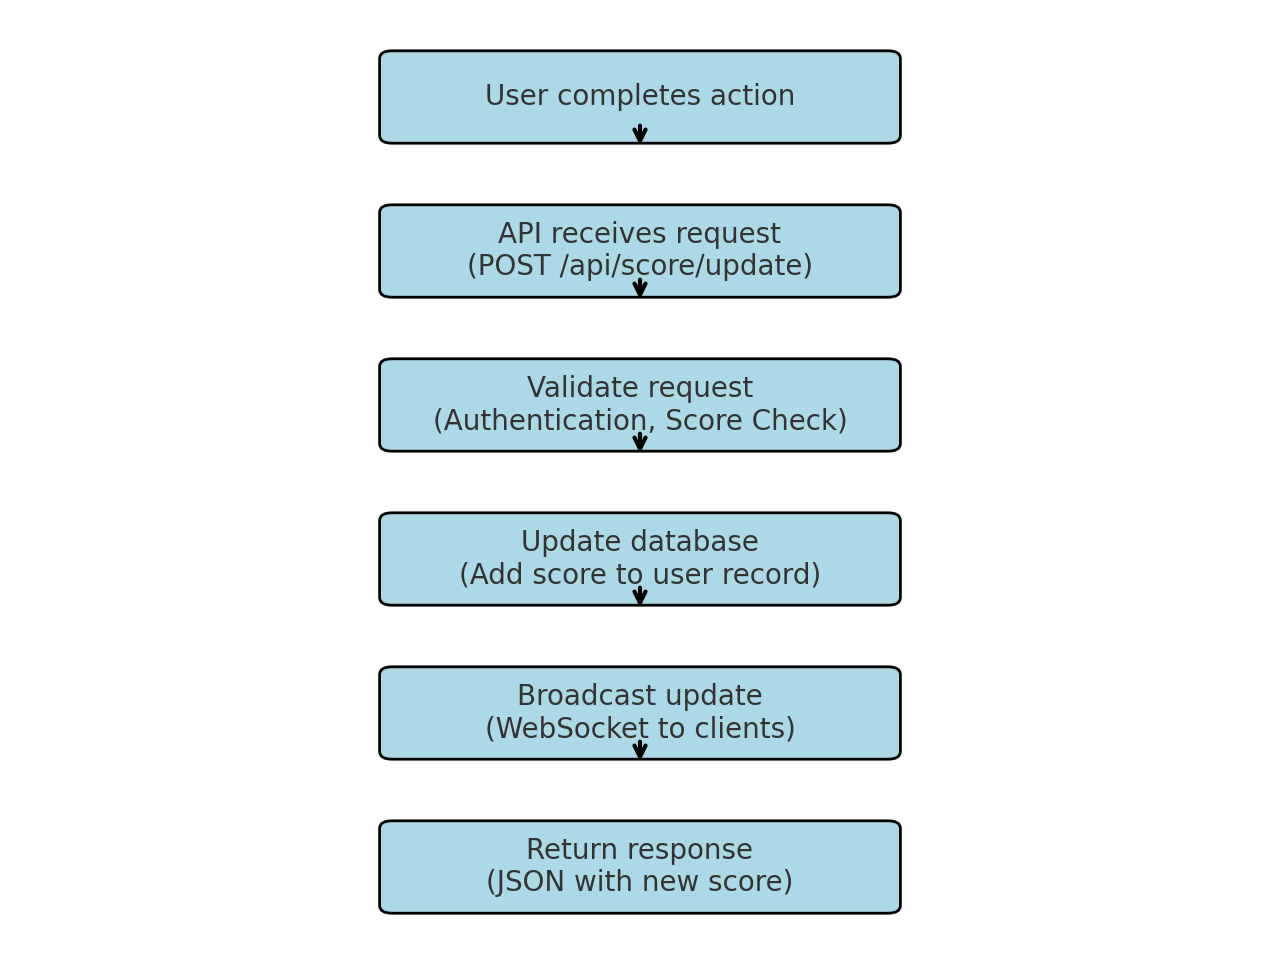 User completes action
API receives request
(POST /api/score/update)
Validate request
(Authentication, Score Check)
Update database
(Add score to user record)
Broadcast update
(WebSocket to clients)
Return response
(JSON with new score)